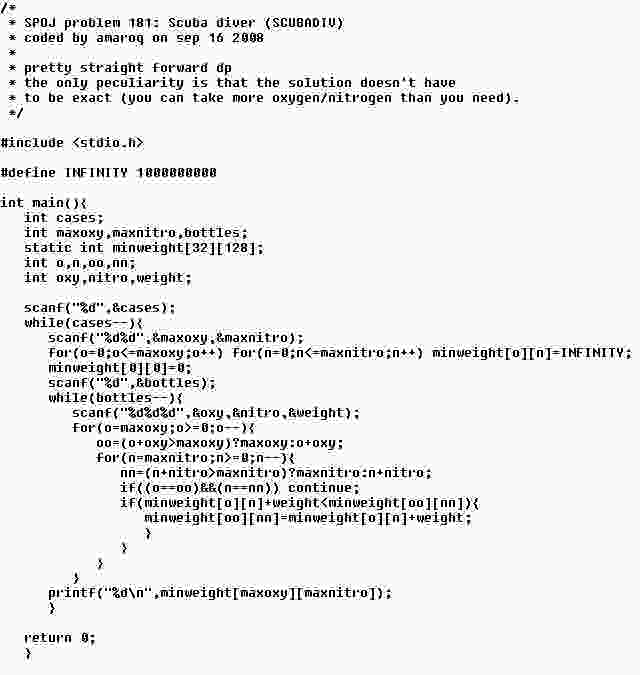 /*
 * SPOJ problem 181: Scuba diver (SCUBADIV)
 * coded by amaroq on sep 16 2008
 *
 * pretty straight forward dp
 * the only peculiarity is that the solution doesn't have
 * to be exact (you can take more oxygen/nitrogen than you need).
 */
#include <stdio.h>
#define INFINITY 1000000000
int main(){
   int cases;
   int maxoxy,maxnitro,bottles;
   static int minweight[32][128];
   int o,n,oo,nn;
   int oxy,nitro,weight;
   scanf("%d",&cases);
   while(cases--){
      scanf("%d%d",&maxoxy,&maxnitro);
      for(o=0;o<=maxoxy;o++) for(n=0;n<=maxnitro;n++) minweight[o][n]=INFINITY;
      minweight[0][0]=0;
      scanf("%d",&bottles);
      while(bottles--){
         scanf("%d%d%d",&oxy,&nitro,&weight);
         for(o=maxoxy;o>=0;o--){
            oo=(o+oxy>maxoxy)?maxoxy:o+oxy;
            for(n=maxnitro;n>=0;n--){
               nn=(n+nitro>maxnitro)?maxnitro:n+nitro;
               if((o==oo)&&(n==nn)) continue;
               if(minweight[o][n]+weight<minweight[oo][nn]){
                  minweight[oo][nn]=minweight[o][n]+weight;
                  }
               }
            }
         }
      printf("%d\n",minweight[maxoxy][maxnitro]);
      }
   return 0;
   }